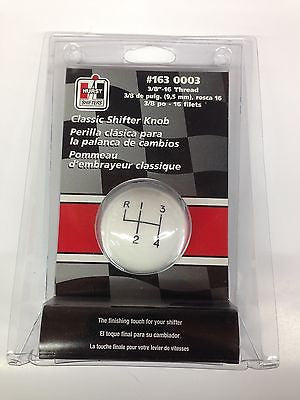 HURST
SHIFTERS
#163 0003
3/8"-16 Thread
3/8 de pulg. (9,5 mm), rosca 16
3/8 po - 16 filets
Classic Shifter Knob
Perilla clásica para
la palanca de cambios
Pommeau
d'embrayeur classique
R 1 3
2 4
The finishing touch for your shifter
El toque final para su cambiador
La touche finale pour votre levier de vitesses